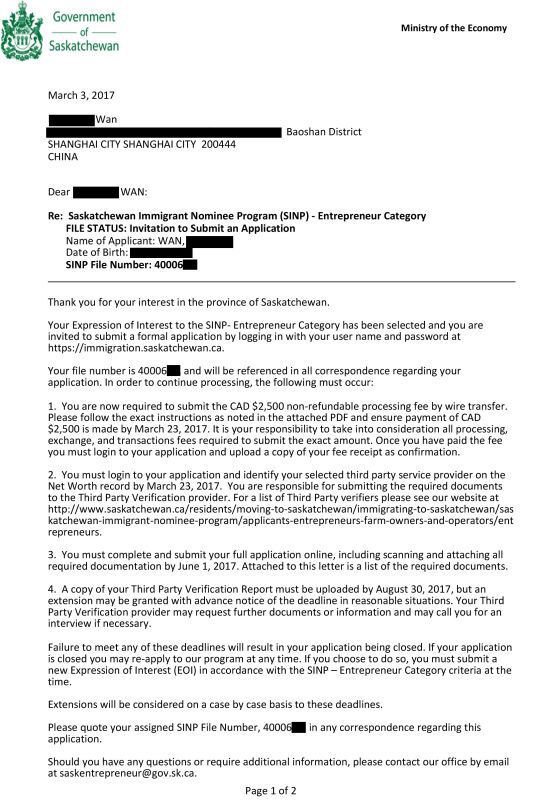 Government
of
Saskatchewan
Ministry of the Economy
March 3, 2017
Wan
Baoshan District
SHANGHAI CITY SHANGHAI CITY 200444
CHINA
Dear WAN:
Re: Saskatchewan Immigrant Nominee Program (SINP) - Entrepreneur Category
FILE STATUS: Invitation to Submit an Application
Name of Applicant: WAN,
Date of Birth:
SINP File Number: 40006
Thank you for your interest in the province of Saskatchewan.
Your Expression of Interest to the SINP- Entrepreneur Category has been selected and you are
invited to submit a formal application by logging in with your user name and password at
https://immigration.saskatchewan.ca.
Your file number is 40006 and will be referenced in all correspondence regarding your
application. In order to continue processing, the following must occur:
1. You are now required to submit the CAD $2,500 non-refundable processing fee by wire transfer.
Please follow the exact instructions as noted in the attached PDF and ensure payment of CAD
$2,500 is made by March 23, 2017. It is your responsibility to take into consideration all processing,
exchange, and transactions fees required to submit the exact amount. Once you have paid the fee
you must login to your application and upload a copy of your fee receipt as confirmation.
2. You must login to your application and identify your selected third party service provider on the
Net Worth record by March 23, 2017. You are responsible for submitting the required documents
to the Third Party Verification provider. For a list of Third Party verifiers please see our website at
http://www.saskatchewan.ca/residents/moving-to-saskatchewan/immigrating-to-saskatchewan/sas
katchewan-immigrant-nominee-program/applicants-entrepreneurs-farm-owners-and-operators/ent
repreneurs.
3. You must complete and submit your full application online, including scanning and attaching all
required documentation by June 1, 2017. Attached to this letter is a list of the required documents.
4. A copy of your Third Party Verification Report must be uploaded by August 30, 2017, but an
extension may be granted with advance notice of the deadline in reasonable situations. Your Third
Party Verification provider may request further documents or information and may call you for an
interview if necessary.
Failure to meet any of these deadlines will result in your application being closed. If your application
is closed you may re-apply to our program at any time. If you choose to do so, you must submit a
new Expression of Interest (EOI) in accordance with the SINP – Entrepreneur Category criteria at the
time.
Extensions will be considered on a case by case basis to these deadlines.
Please quote your assigned SINP File Number, 40006 in any correspondence regarding this
application.
Should you have any questions or require additional information, please contact our office by email
at saskentrepreneur@gov.sk.ca.
Page 1 of 2